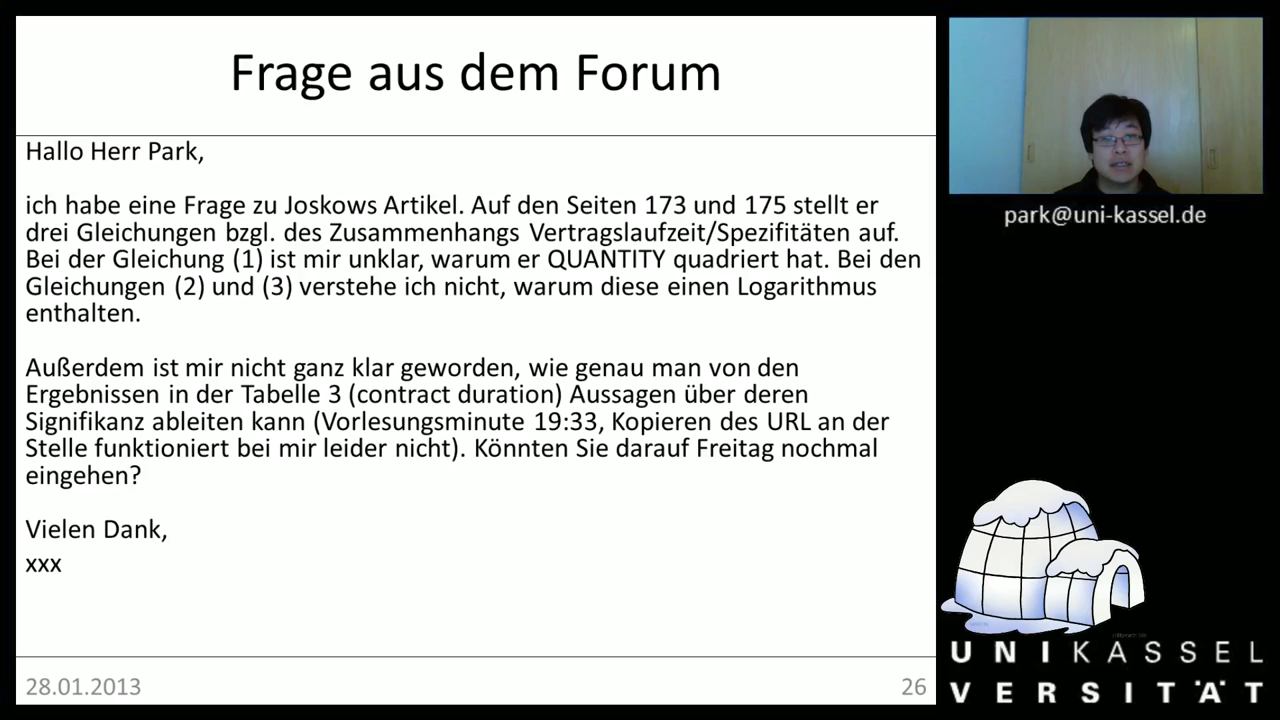 Frage aus dem Forum
Hallo Herr Park,
ich habe eine Frage zu Joskows Artikel. Auf den Seiten 173 und 175 stellt er
drei Gleichungen bzgl. des Zusammenhangs Vertragslaufzeit/Spezifitäten auf.
Bei der Gleichung (1) ist mir unklar, warum er QUANTITY quadriert hat. Bei den
Gleichungen (2) und (3) verstehe ich nicht, warum diese einen Logarithmus
enthalten.
Außerdem ist mir nicht ganz klar geworden, wie genau man von den
Ergebnissen in der Tabelle 3 (contract duration) Aussagen über deren
Signifikanz ableiten kann (Vorlesungsminute 19:33, Kopieren des URL an der
Stelle funktioniert bei mir leider nicht). Könnten Sie darauf Freitag nochmal
eingehen?
Vielen Dank,
xxx
28.01.2013
26
park@uni-kassel.de
UNIKASSEL
VERSITÄT